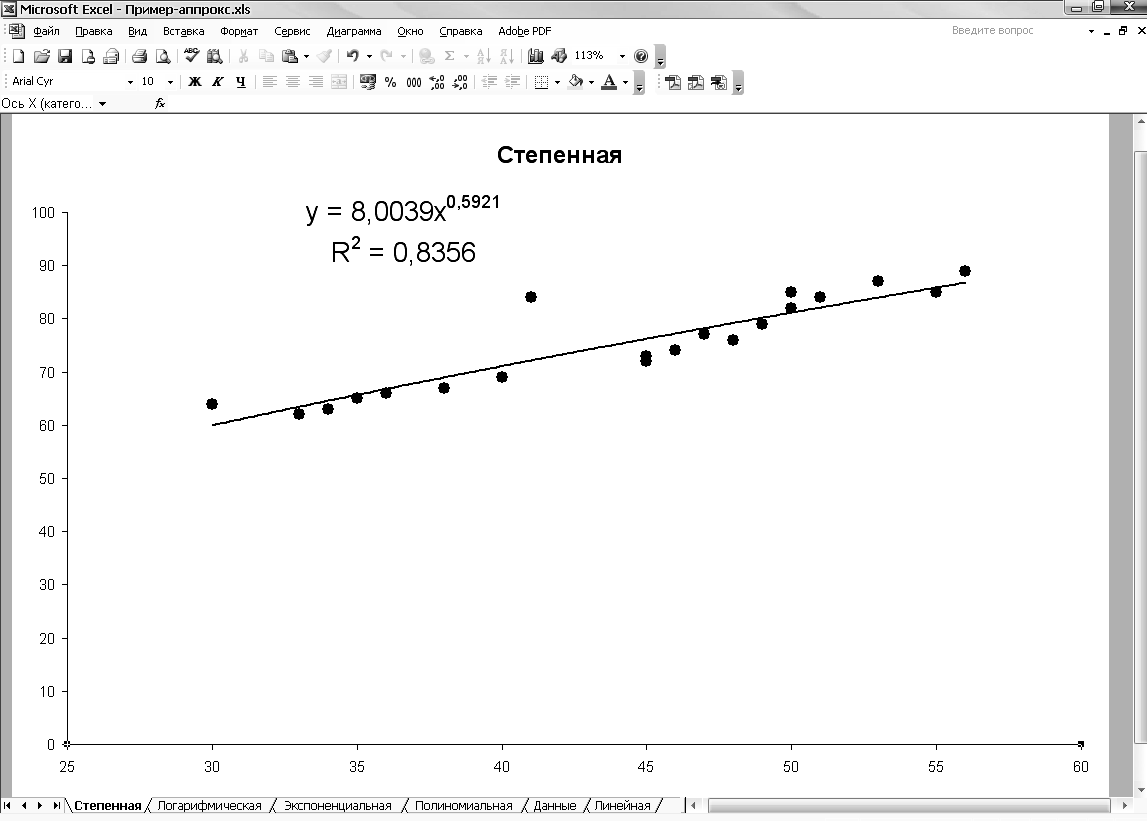 Microsoft Excel - Пример-аппрокс.xls
Файл Правка Вид Вставка Формат Сервис Диаграмма Окно Справка Adobe PDF Введите вопрос
113%
Arial Cyr 10 Ж К Ч % 000
Ось X (катего... fx
Степенная
y = 8,0039x^0,5921
R² = 0,8356
100
90
80
70
60
50
40
30
20
10
0
25 30 35 40 45 50 55 60
Степенная Логарифмическая Экспоненциальная Полиномиальная Данные Линейная